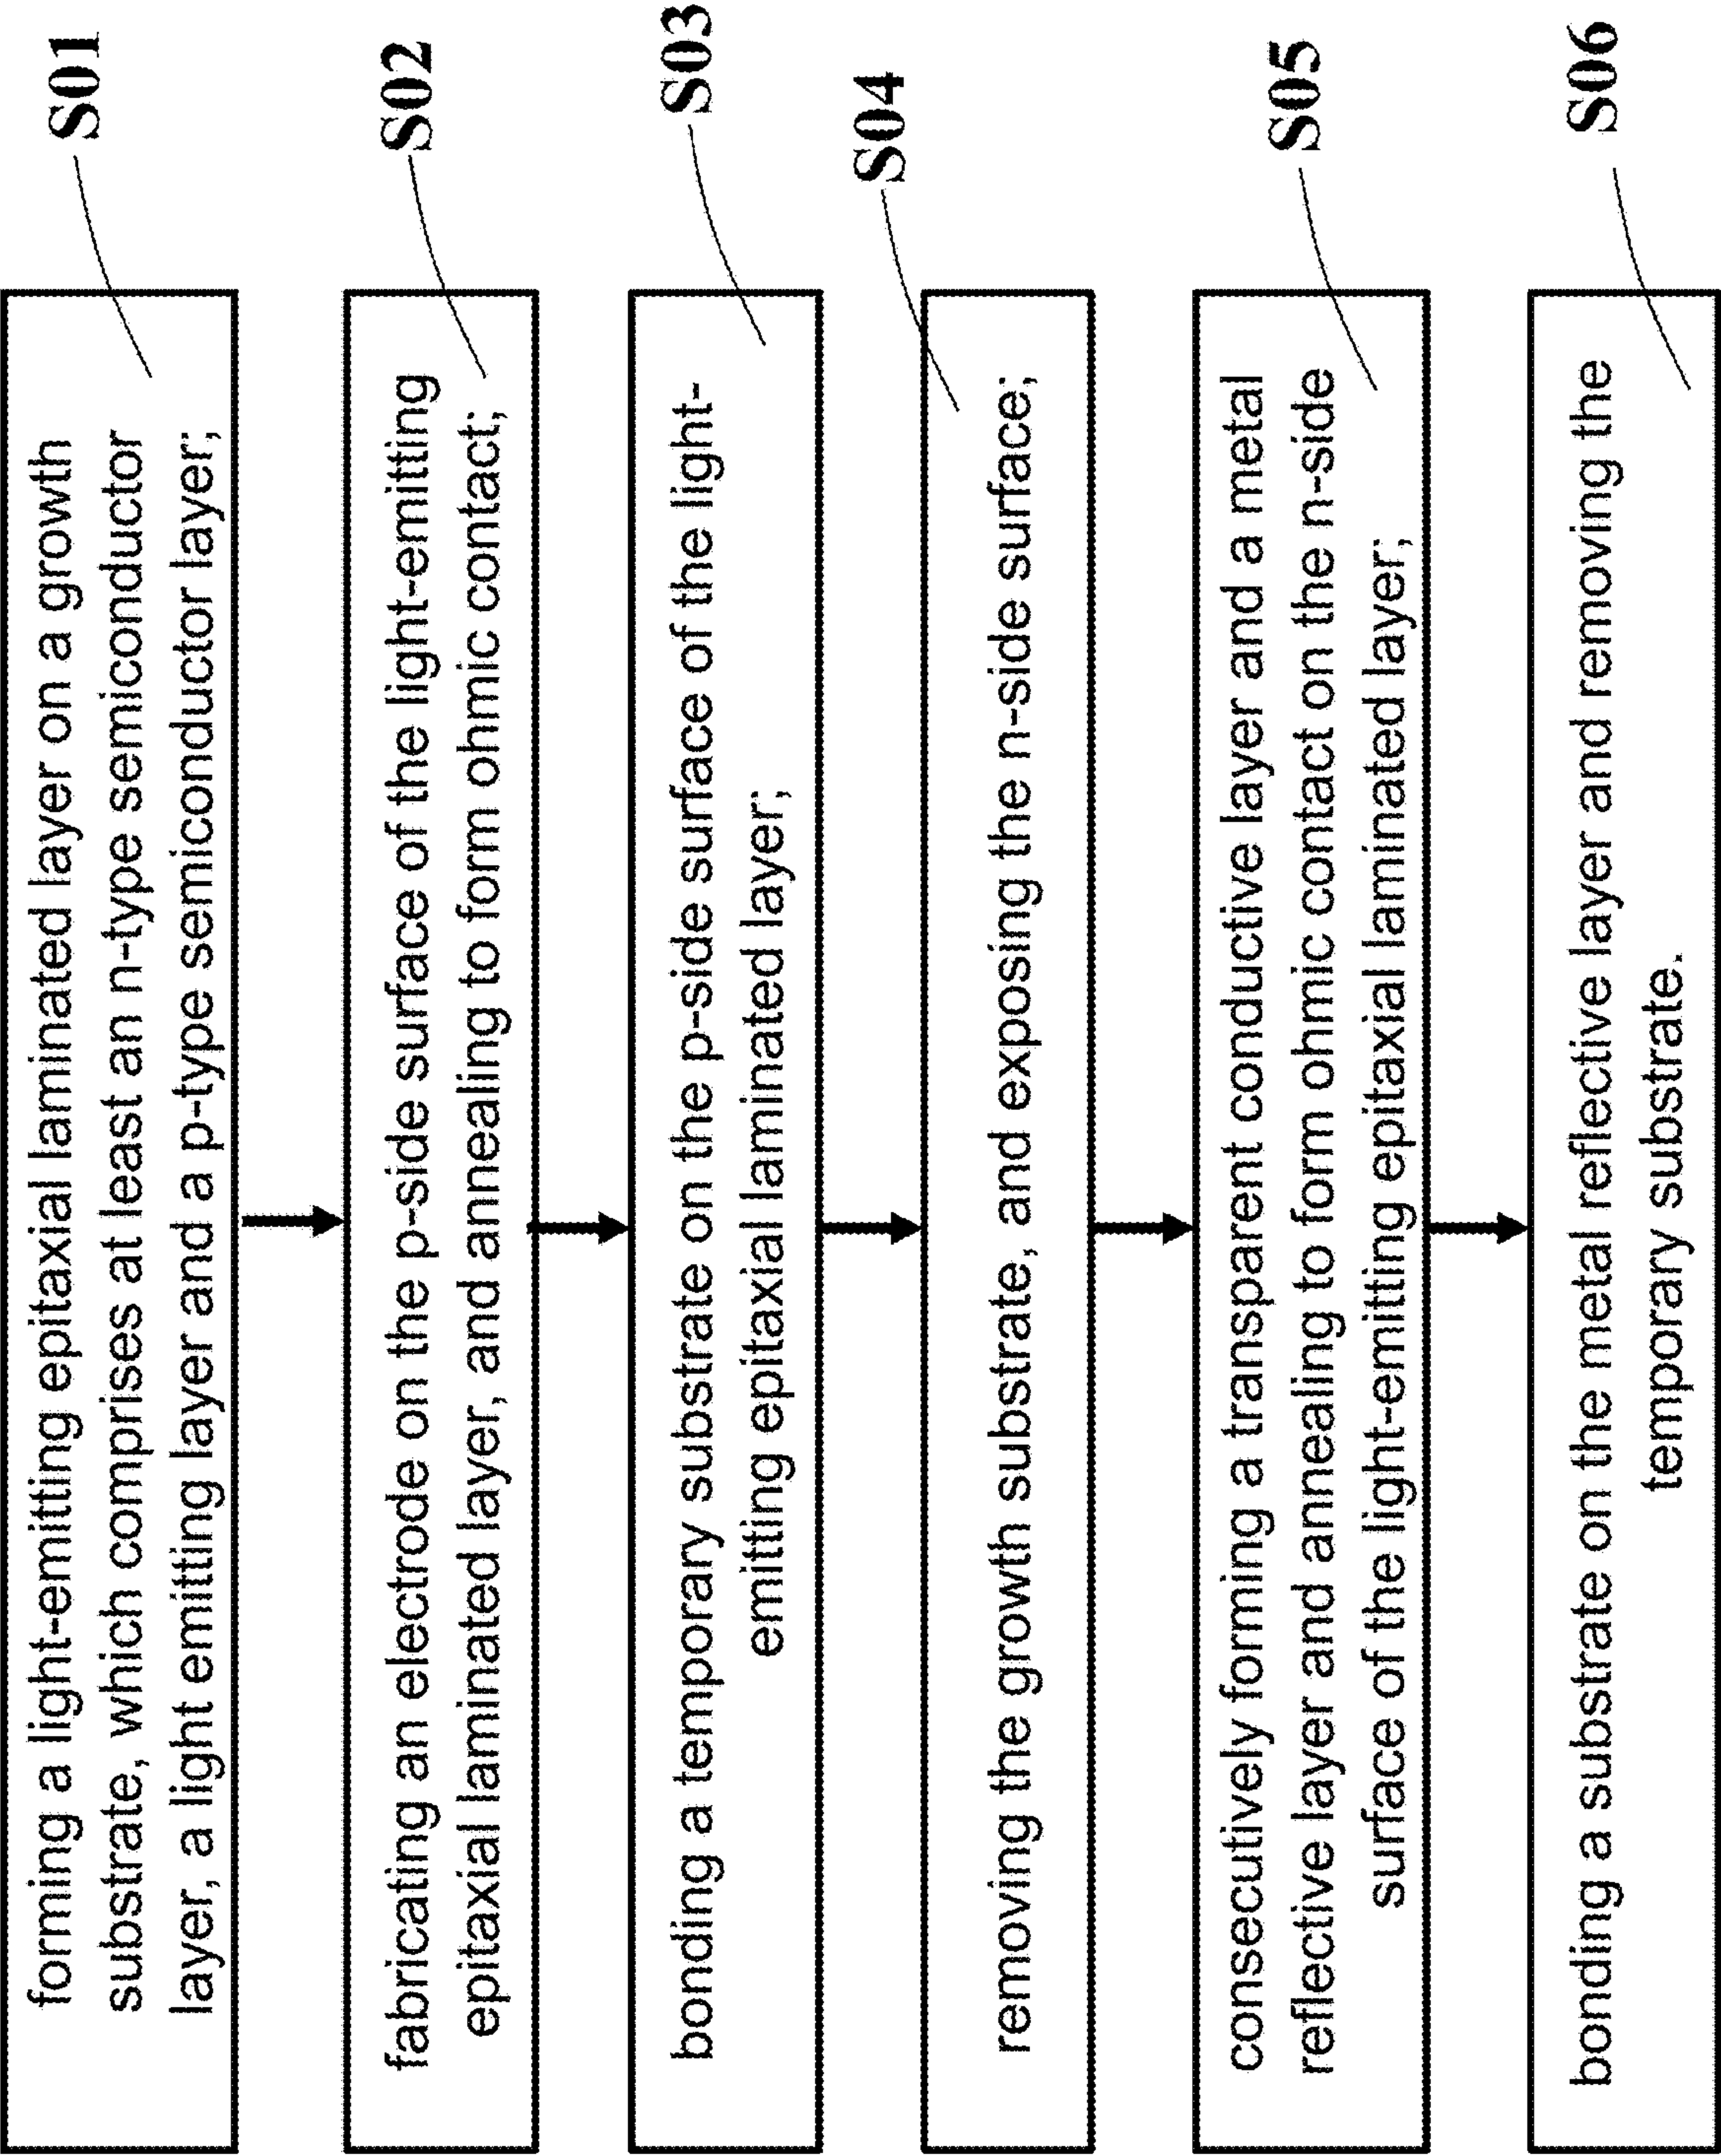 S01
forming a light-emitting epitaxial laminated layer on a growth
substrate, which comprises at least an n-type semiconductor
layer, a light emitting layer and a p-type semiconductor layer;
S02
fabricating an electrode on the p-side surface of the light-emitting
epitaxial laminated layer, and annealing to form ohmic contact;
S03
bonding a temporary substrate on the p-side surface of the light-
emitting epitaxial laminated layer;
S04
removing the growth substrate, and exposing the n-side surface;
S05
consecutively forming a transparent conductive layer and a metal
reflective layer and annealing to form ohmic contact on the n-side
surface of the light-emitting epitaxial laminated layer;
S06
bonding a substrate on the metal reflective layer and removing the
temporary substrate.